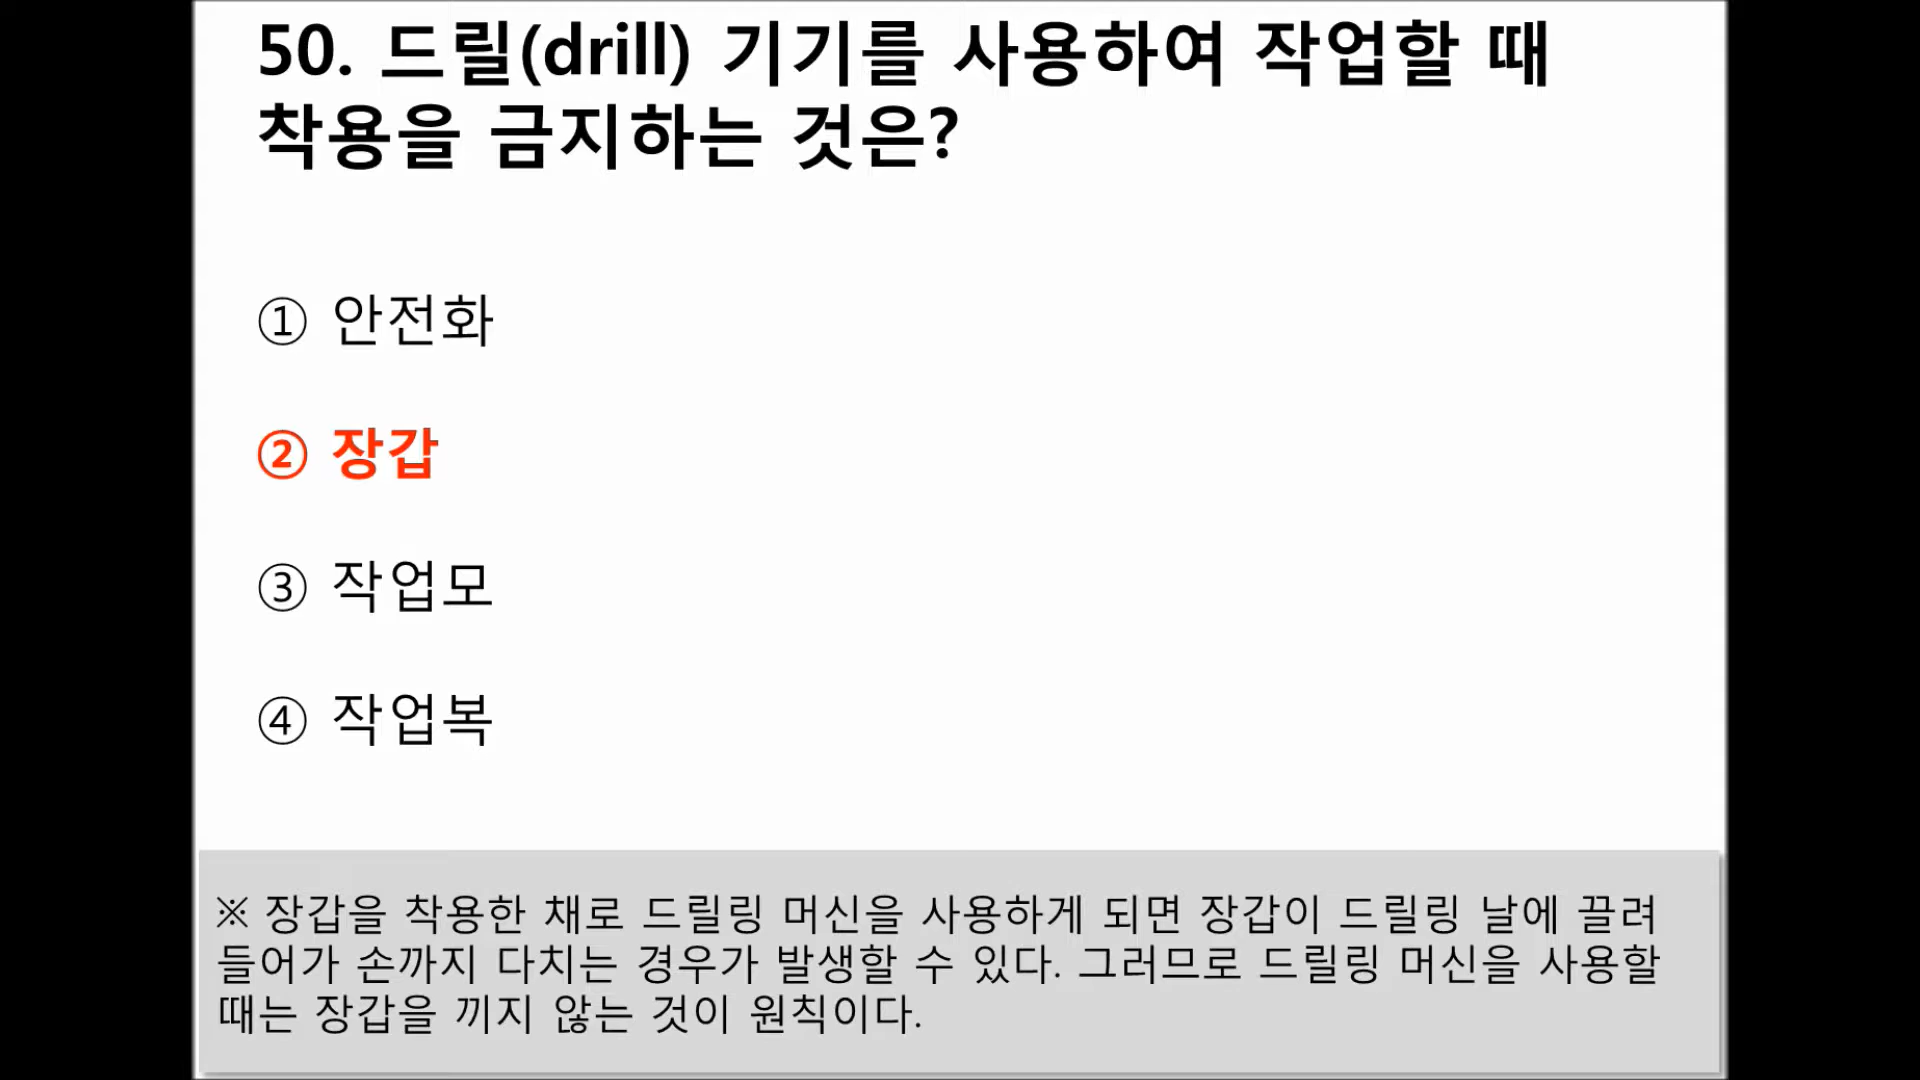 50. 드릴(drill) 기기를 사용하여 작업할 때
착용을 금지하는 것은?
① 안전화
② 장갑
③ 작업모
④ 작업복
※ 장갑을 착용한 채로 드릴링 머신을 사용하게 되면 장갑이 드릴링 날에 끌려
들어가 손까지 다치는 경우가 발생할 수 있다. 그러므로 드릴링 머신을 사용할
때는 장갑을 끼지 않는 것이 원칙이다.